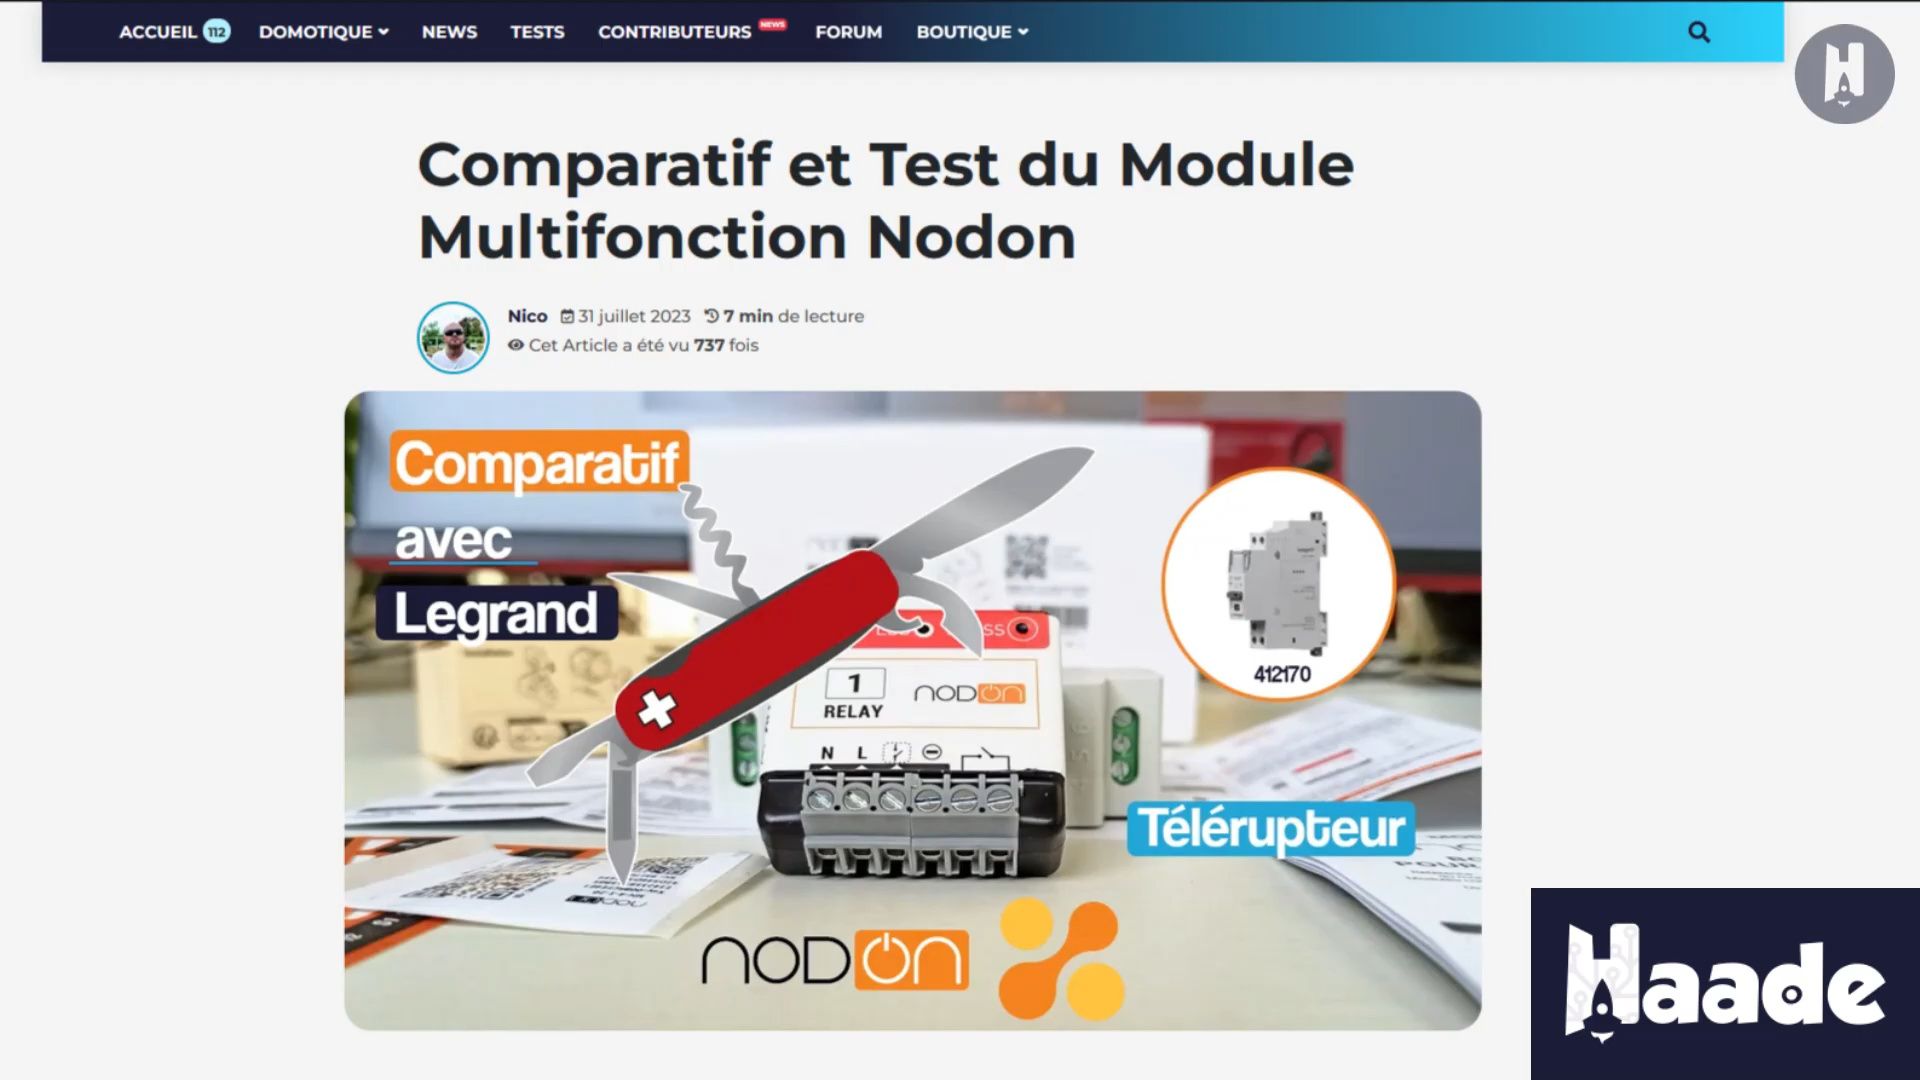 ACCUEIL 112 DOMOTIQUE NEWS TESTS CONTRIBUTEURS NEWS FORUM BOUTIQUE
Comparatif et Test du Module
Multifonction Nodon
Nico 31 juillet 2023 7 min de lecture
Cet Article a été vu 737 fois
Comparatif
avec
Legrand
412170
1
RELAY
NODON
N L
Télérupteur
NODON
Haade